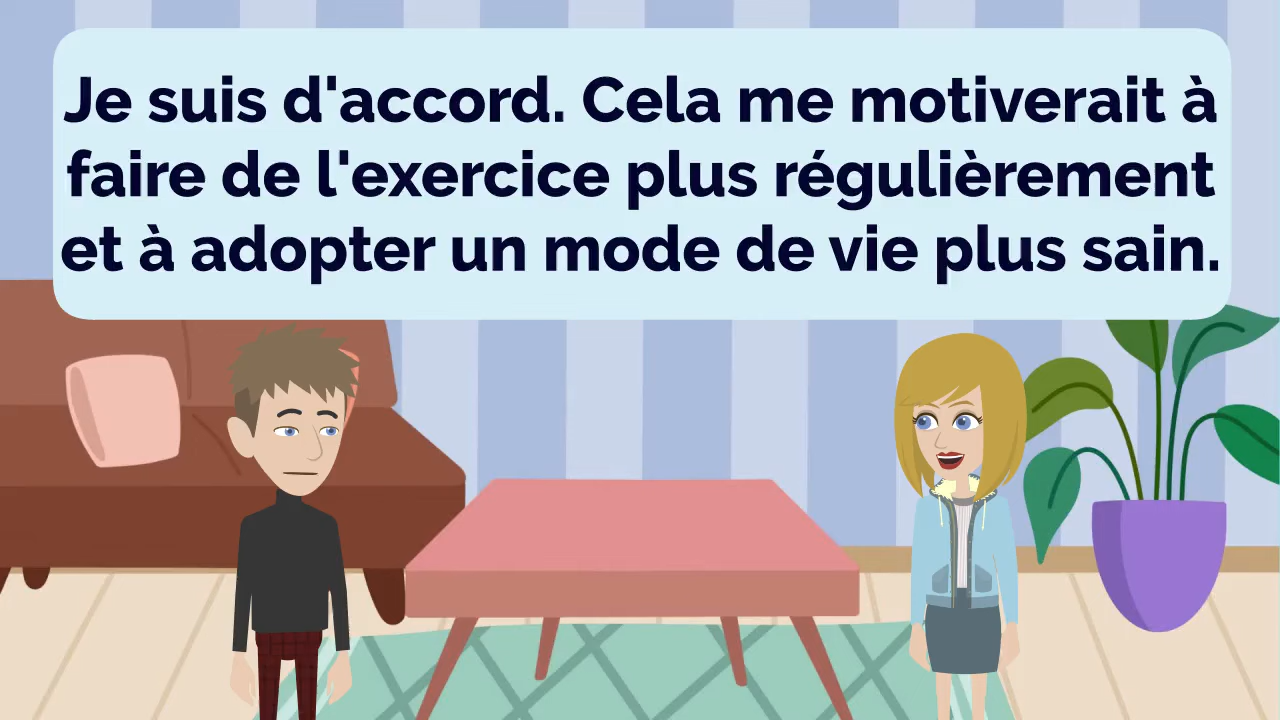 Je suis d'accord. Cela me motiverait à
faire de l'exercice plus régulièrement
et à adopter un mode de vie plus sain.